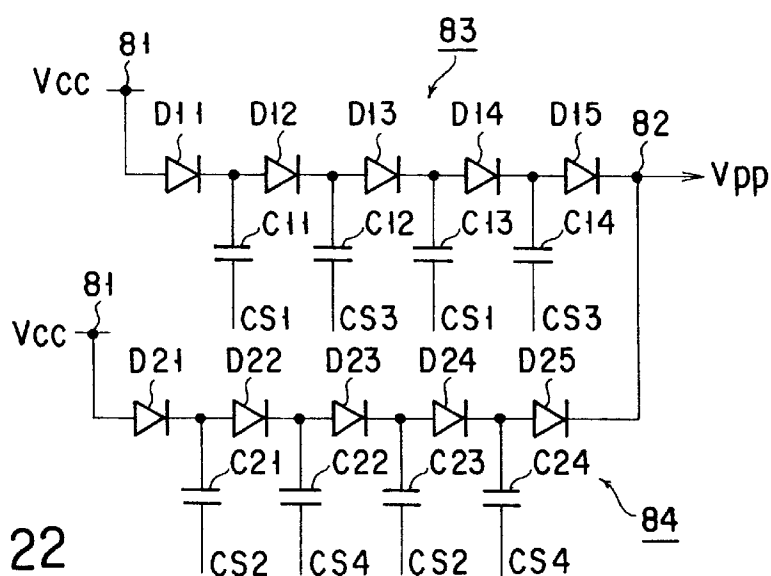 81
83
Vcc
D11 D12 D13 D14 D15 82
Vpp
C11 C12 C13 C14
81
CS1 CS3 CS1 CS3
Vcc
D21 D22 D23 D24 D25
C21 C22 C23 C24
84
22
CS2 CS4 CS2 CS4